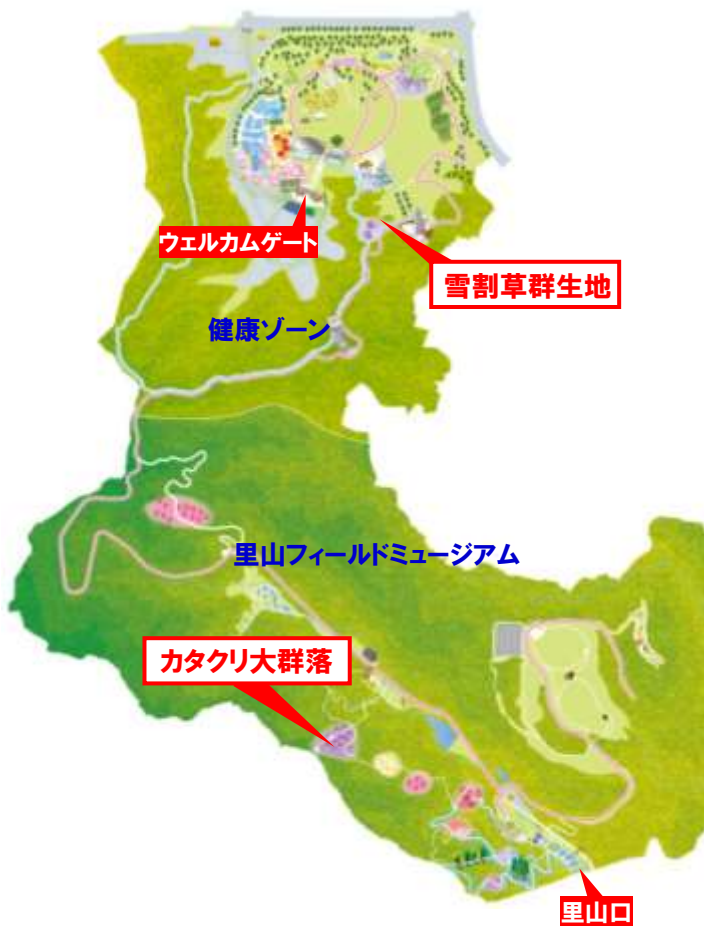 ウェルカムゲート
雪割草群生地
健康ゾーン
里山フィールドミュージアム
カタクリ大群落
里山口